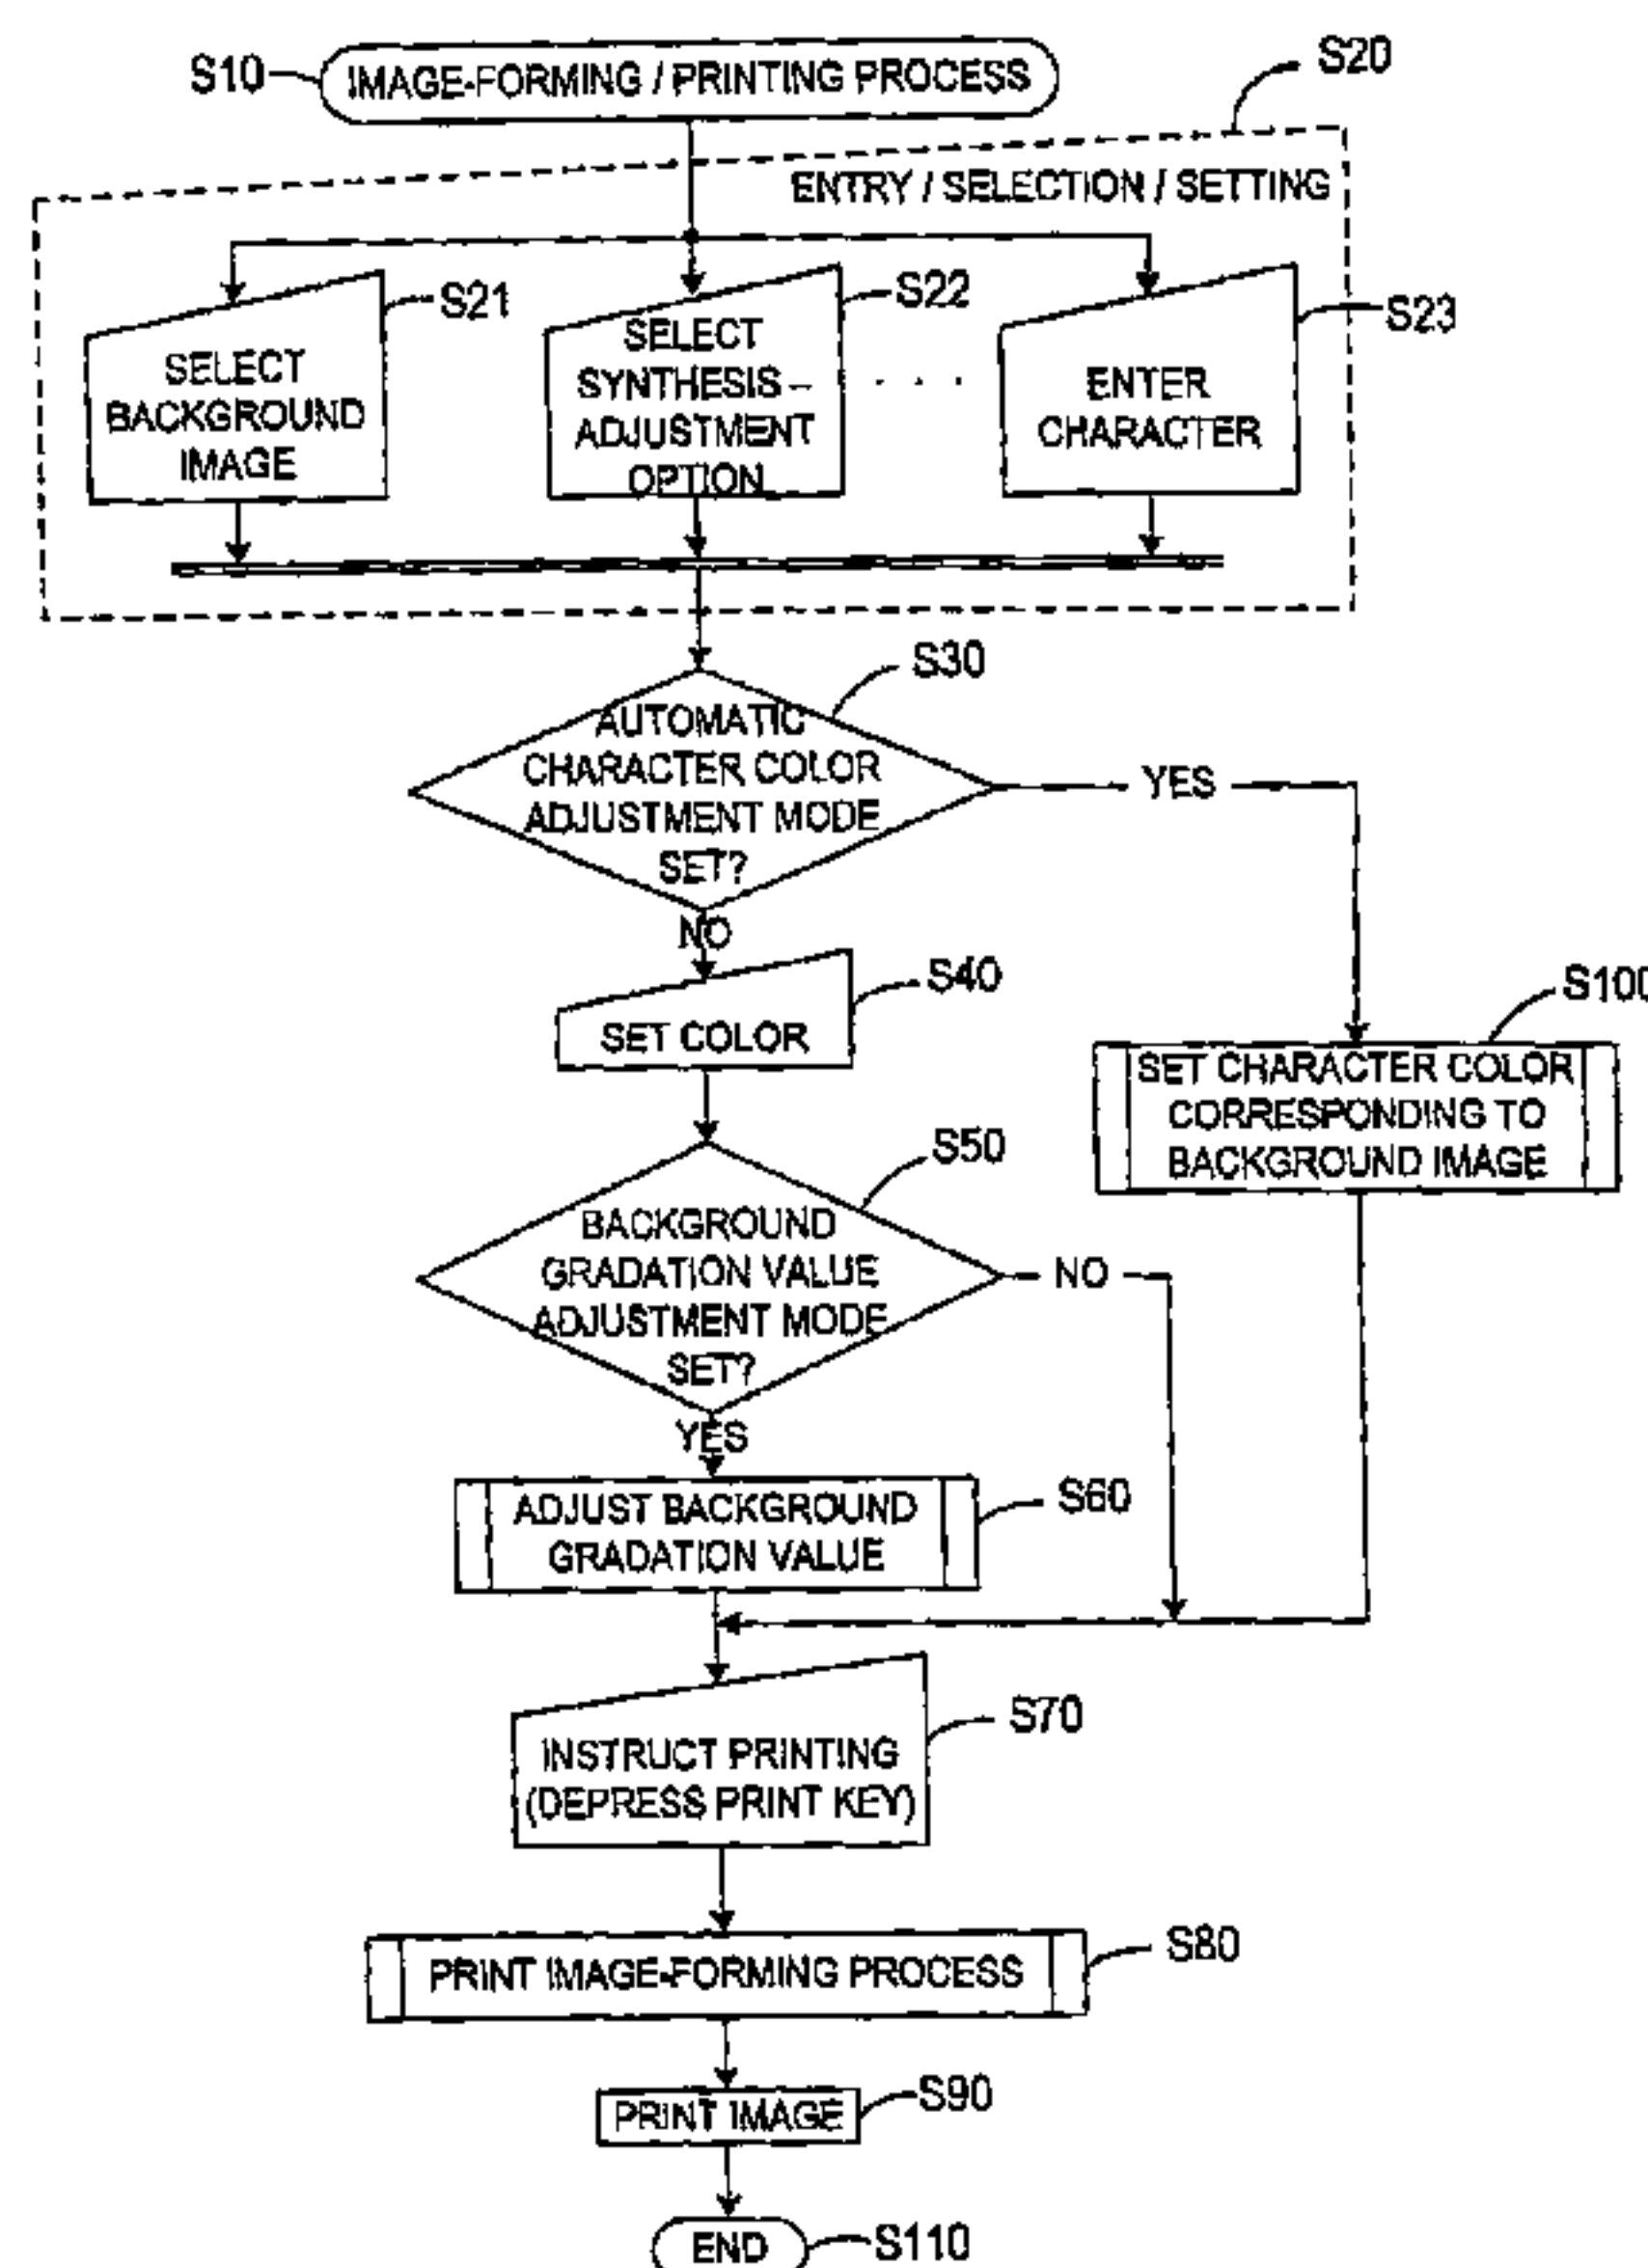 S10
IMAGE-FORMING / PRINTING PROCESS
S20
ENTRY / SELECTION / SETTING
S21
SELECT
BACKGROUND
IMAGE
S22
SELECT
SYNTHESIS –
ADJUSTMENT
OPTION
. . . .
S23
ENTER
CHARACTER
S30
AUTOMATIC
CHARACTER COLOR
ADJUSTMENT MODE
SET?
YES
NO
S40
SET COLOR
S100
SET CHARACTER COLOR
CORRESPONDING TO
BACKGROUND IMAGE
S50
BACKGROUND
GRADATION VALUE
ADJUSTMENT MODE
SET?
NO
YES
S60
ADJUST BACKGROUND
GRADATION VALUE
S70
INSTRUCT PRINTING
(DEPRESS PRINT KEY)
S80
PRINT IMAGE-FORMING PROCESS
S90
PRINT IMAGE
END
S110